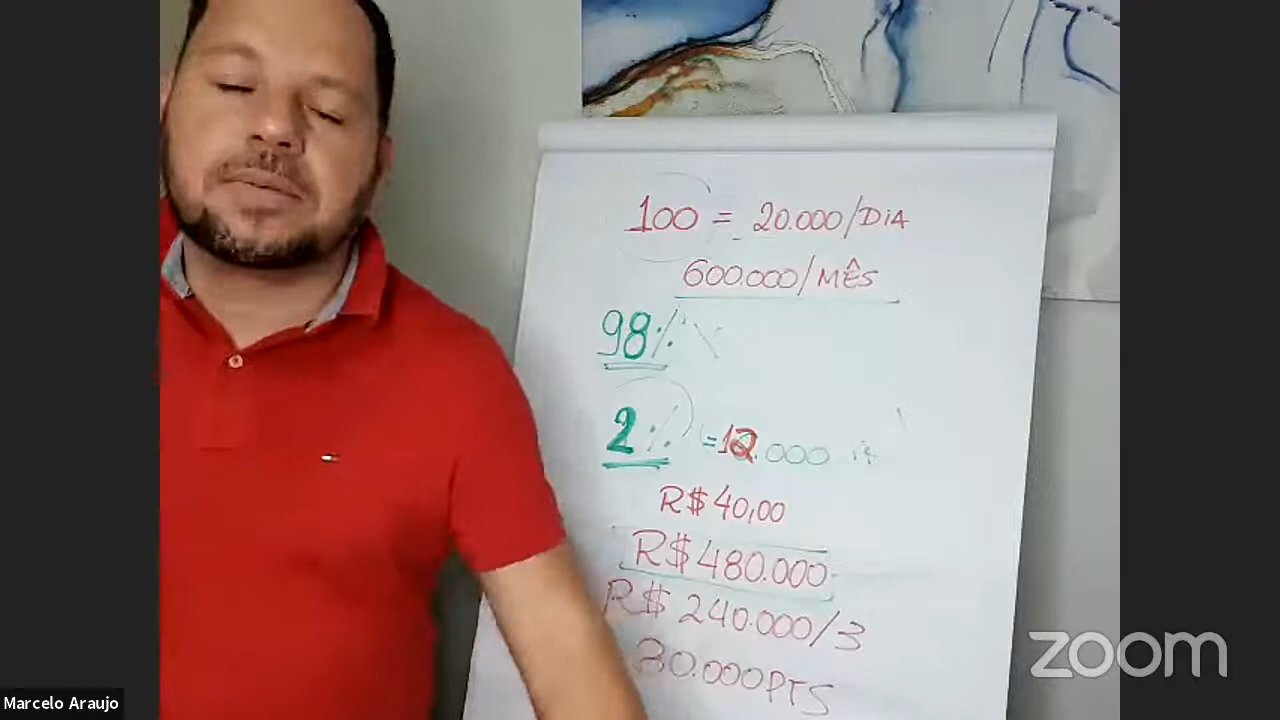 100 = 20.000/DIA
600.000/MÊS
98%
2% = 12.000
R$ 40,00
R$ 480.000
R$ 240.000/3
30.000 PTS
zoom
Marcelo Araujo